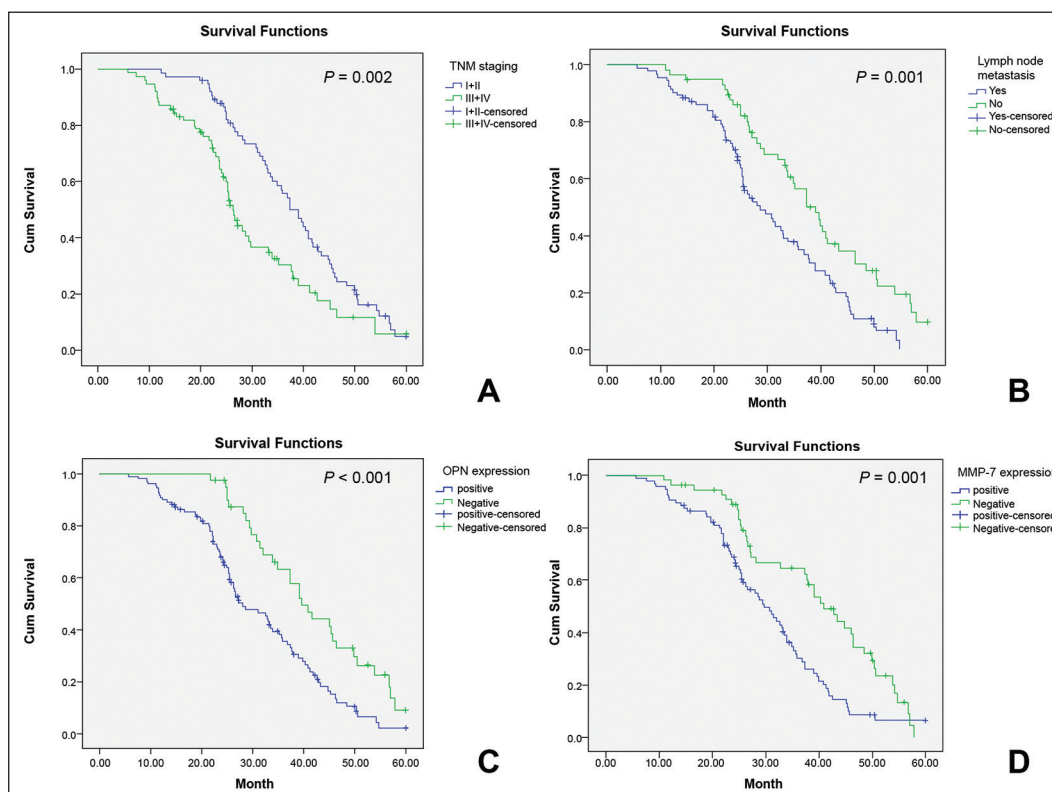 Survival Functions
P = 0.002
TNM staging
I+II
III+IV
I+II-censored
III+IV-censored
Cum Survival
1.0
0.8
0.6
0.4
0.2
0.0
0.00 10.00 20.00 30.00 40.00 50.00 60.00
Month
A
Survival Functions
P = 0.001
Lymph node
metastasis
Yes
No
Yes-censored
No-censored
Cum Survival
1.0
0.8
0.6
0.4
0.2
0.0
0.00 10.00 20.00 30.00 40.00 50.00 60.00
Month
B
Survival Functions
P < 0.001
OPN expression
positive
Negative
positive-censored
Negative-censored
Cum Survival
1.0
0.8
0.6
0.4
0.2
0.0
0.00 10.00 20.00 30.00 40.00 50.00 60.00
Month
C
Survival Functions
P = 0.001
MMP-7 expression
positive
Negative
positive-censored
Negative-censored
Cum Survival
1.0
0.8
0.6
0.4
0.2
0.0
0.00 10.00 20.00 30.00 40.00 50.00 60.00
Month
D